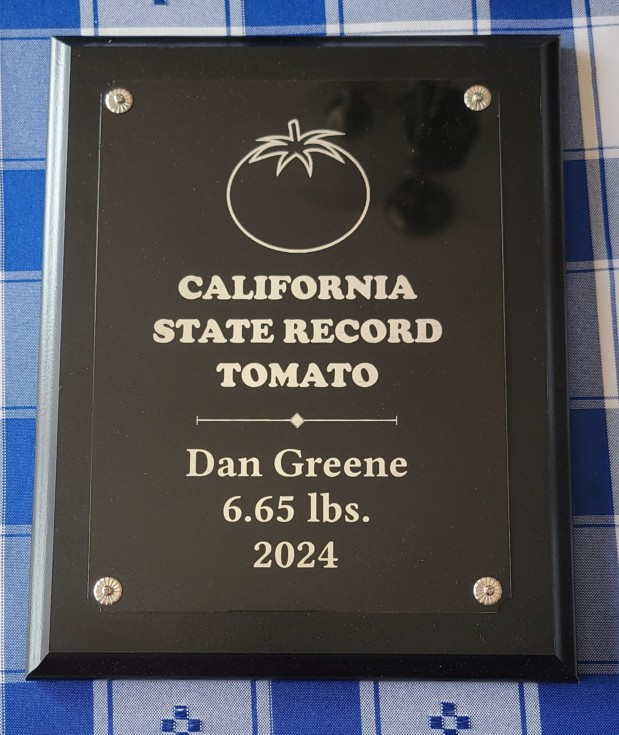 CALIFORNIA
STATE RECORD
TOMATO
Dan Greene
6.65 lbs.
2024